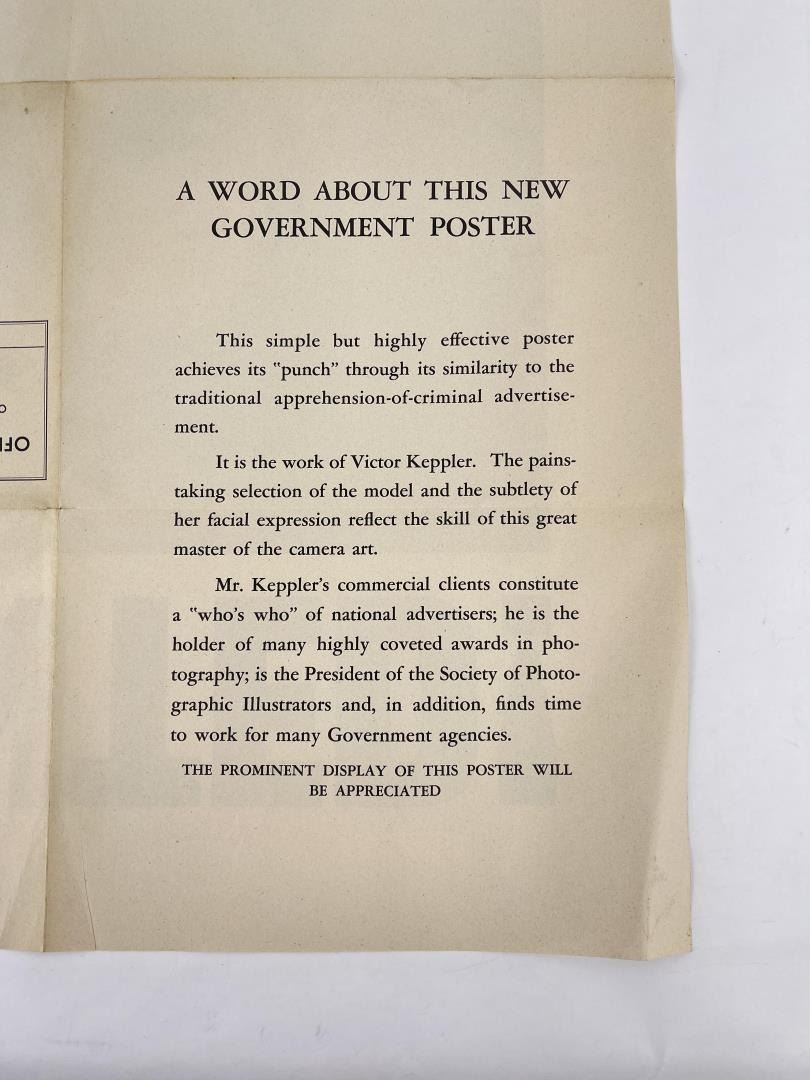 A WORD ABOUT THIS NEW
GOVERNMENT POSTER
This simple but highly effective poster
achieves its "punch" through its similarity to the
traditional apprehension-of-criminal advertise-
ment.
It is the work of Victor Keppler. The pains-
taking selection of the model and the subtlety of
her facial expression reflect the skill of this great
master of the camera art.
Mr. Keppler's commercial clients constitute
a "who's who" of national advertisers; he is the
holder of many highly coveted awards in pho-
tography; is the President of the Society of Photo-
graphic Illustrators and, in addition, finds time
to work for many Government agencies.
THE PROMINENT DISPLAY OF THIS POSTER WILL
BE APPRECIATED